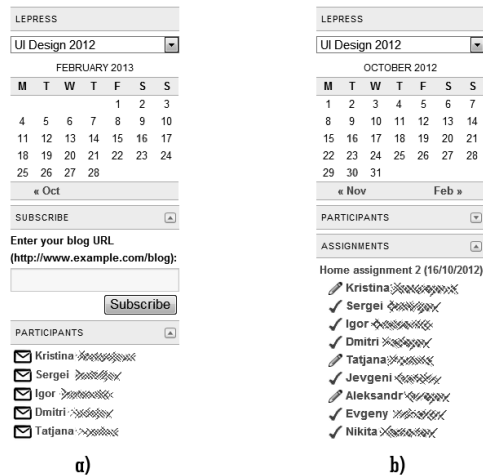 LEPRESS
UI Design 2012
FEBRUARY 2013
M T W T F S S
1 2 3
4 5 6 7 8 9 10
11 12 13 14 15 16 17
18 19 20 21 22 23 24
25 26 27 28
« Oct
SUBSCRIBE
Enter your blog URL
(http://www.example.com/blog):
Subscribe
PARTICIPANTS
Kristina
Sergei
Igor
Dmitri
Tatjana
a)
LEPRESS
UI Design 2012
OCTOBER 2012
M T W T F S S
1 2 3 4 5 6 7
8 9 10 11 12 13 14
15 16 17 18 19 20 21
22 23 24 25 26 27 28
29 30 31
« Nov Feb »
PARTICIPANTS
ASSIGNMENTS
Home assignment 2 (16/10/2012)
Kristina
Sergei
Igor
Dmitri
Tatjana
Jevgeni
Aleksandr
Evgeny
Nikita
b)